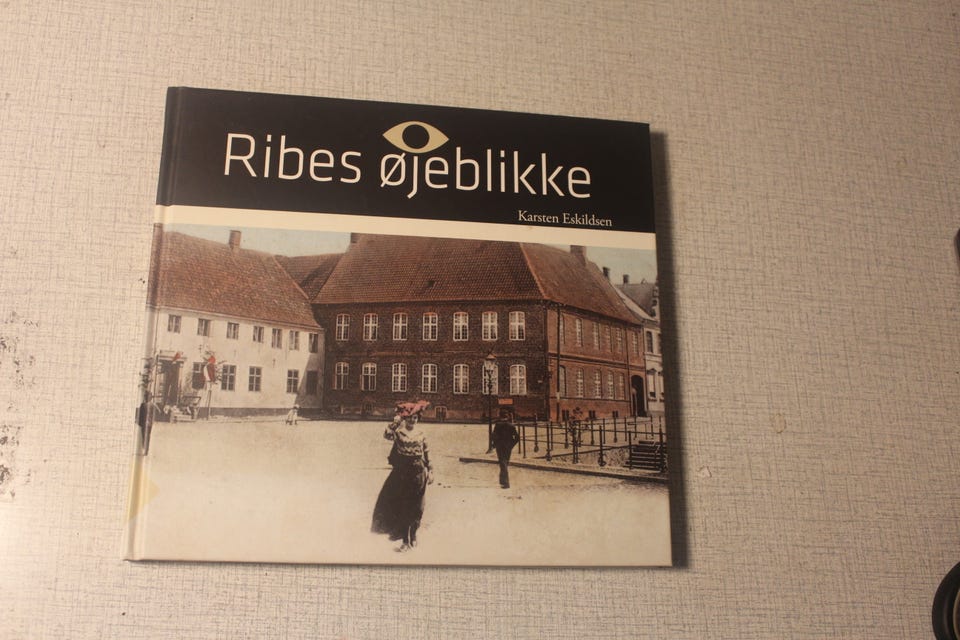 Ribes øjeblikke
Karsten Eskildsen